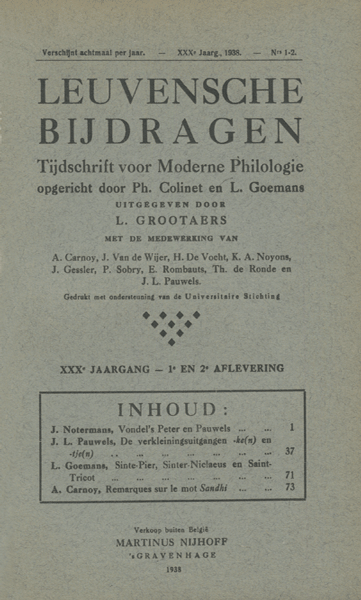 Verschijnt achtmaal per jaar. — XXXe Jaarg., 1938. — Nrs 1-2.
LEUVENSCHE
BIJDRAGEN
Tijdschrift voor Moderne Philologie
opgericht door Ph. Colinet en L. Goemans
UITGEGEVEN DOOR
L. GROOTAERS
MET DE MEDEWERKING VAN
A. Carnoy, J. Van de Wijer, H. De Vocht, K. A. Noyons,
J. Gessler, P. Sobry, E. Rombauts, Th. de Ronde en
J. L. Pauwels.
Gedrukt met ondersteuning van de Universitaire Stichting
XXXe JAARGANG — 1e EN 2e AFLEVERING
INHOUD :
J. Notermans, Vondel's Peter en Pauwels ... ... 1
J. L. Pauwels, De verkleiningsuitgangen -ke(n) en
-tje(n) .. ... ... ... ... ... ... ... 37
L. Goemans, Sinte-Pier, Sinter-Niclaeus en Saint-
Tricot ... ... ... ... ... ... ... ... 71
A. Carnoy, Remarques sur le mot Sandhi ... ... 73
Verkoop buiten België
MARTINUS NIJHOFF
'sGRAVENHAGE
1938